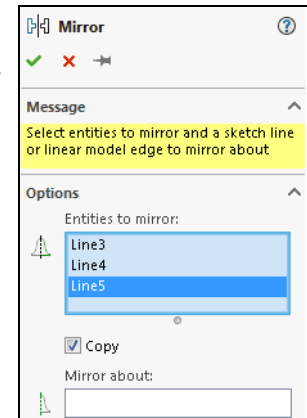 Mirror
Message
Select entities to mirror and a sketch line
or linear model edge to mirror about
Options
Entities to mirror:
Line3
Line4
Line5
Copy
Mirror about: